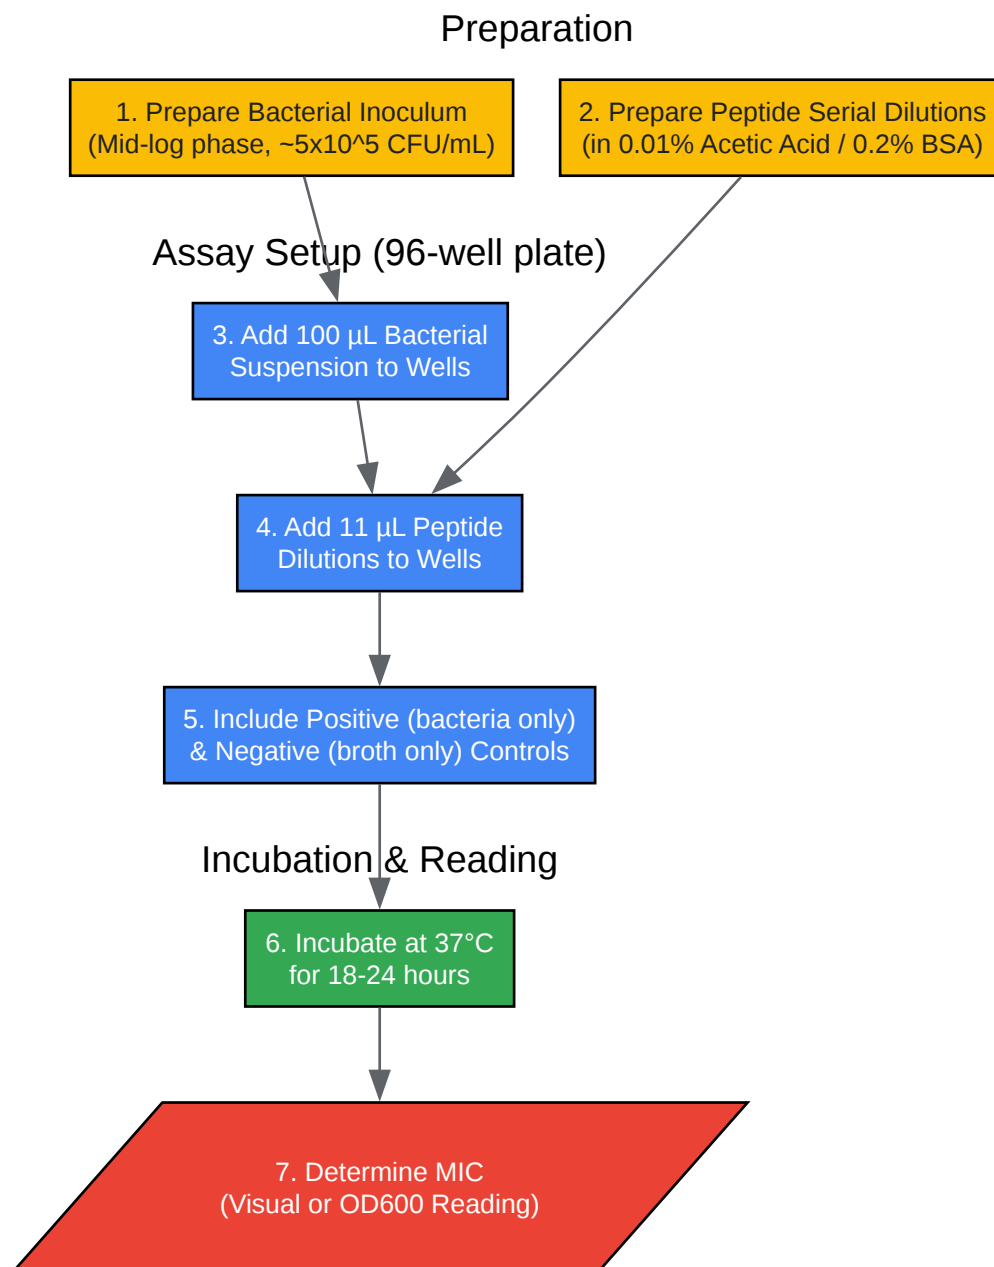 Preparation
1. Prepare Bacterial Inoculum
(Mid-log phase, ~5x10^5 CFU/mL)
2. Prepare Peptide Serial Dilutions
(in 0.01% Acetic Acid / 0.2% BSA)
Assay Setup (96-well plate)
3. Add 100 µL Bacterial
Suspension to Wells
4. Add 11 µL Peptide
Dilutions to Wells
5. Include Positive (bacteria only)
& Negative (broth only) Controls
Incubation & Reading
6. Incubate at 37°C
for 18-24 hours
7. Determine MIC
(Visual or OD600 Reading)